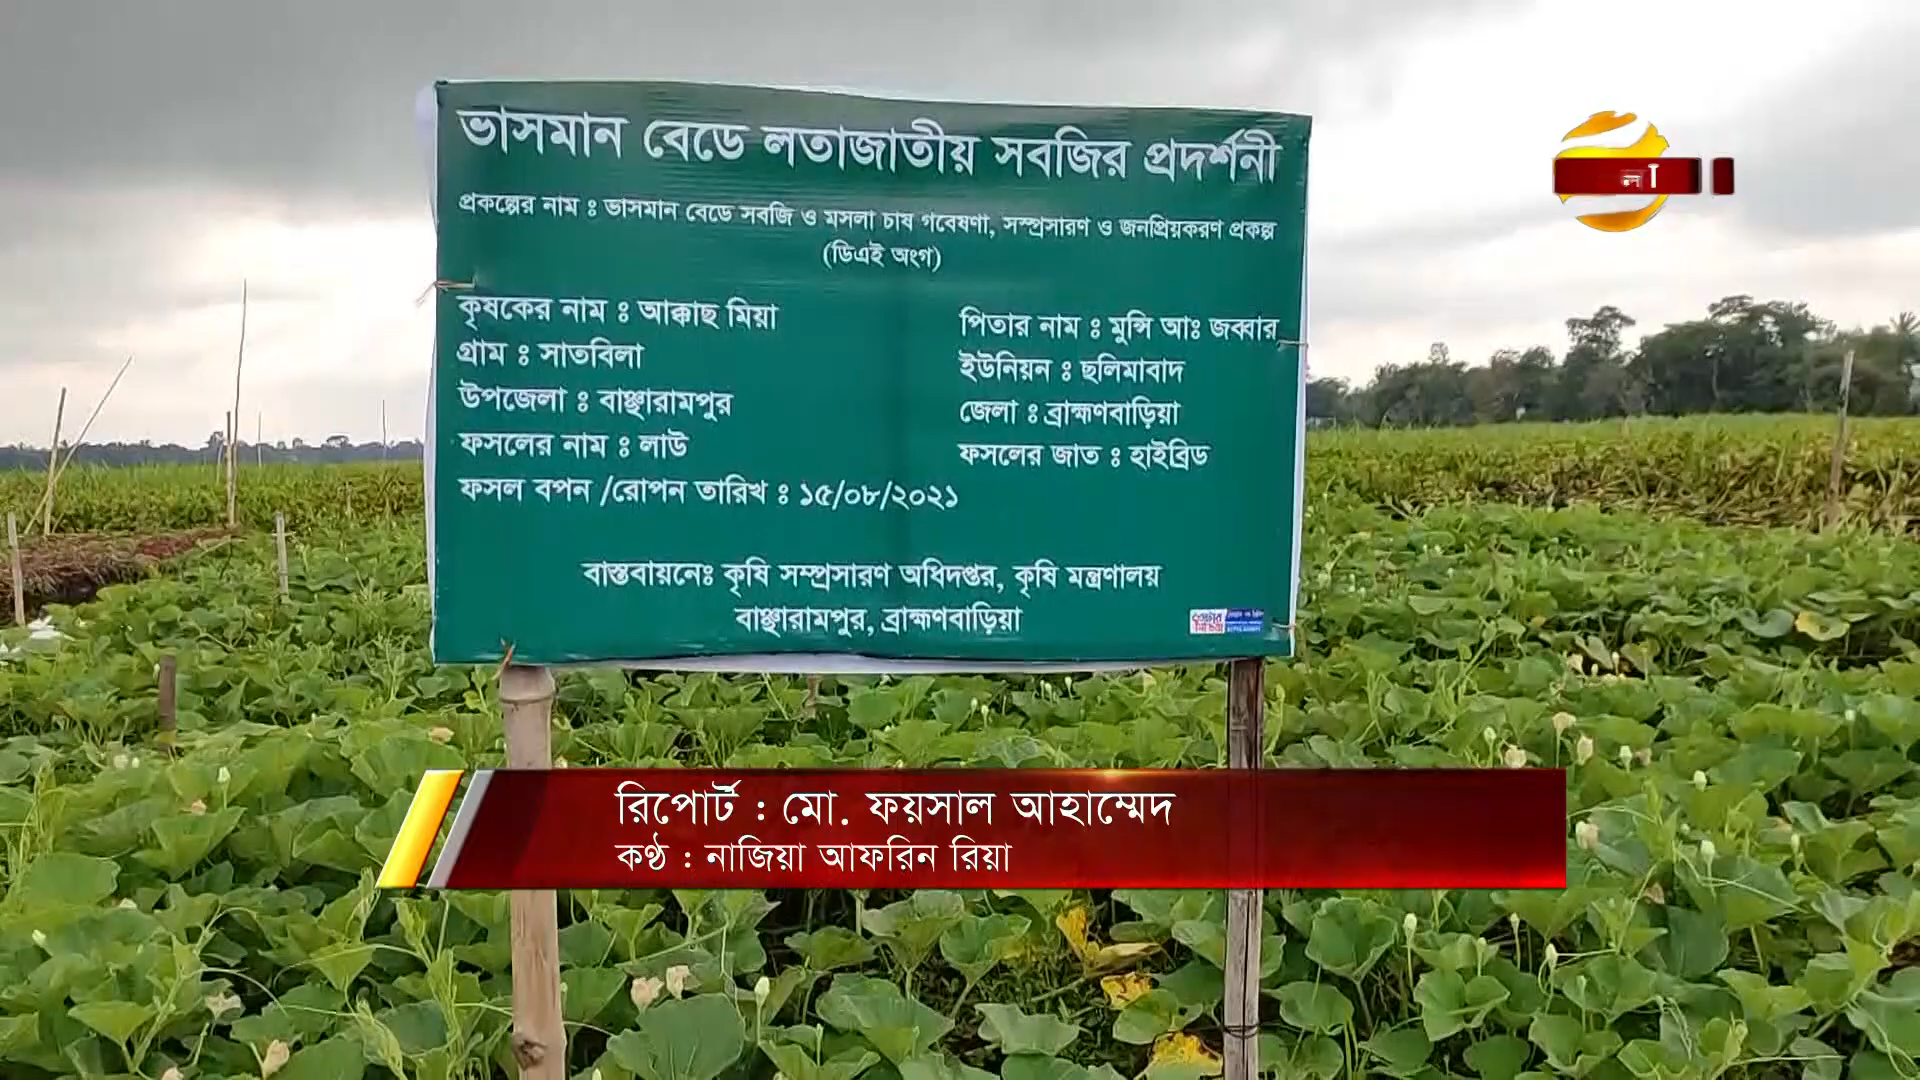 ভাসমান বেডে লতাজাতীয় সবজির প্রদর্শনী
প্রকল্পের নাম ঃ ভাসমান বেডে সবজি ও মসলা চাষ গবেষণা, সম্প্রসারণ ও জনপ্রিয়করণ প্রকল্প
(ডিএই অংগ)
কৃষকের নাম ঃ আক্কাছ মিয়া
পিতার নাম ঃ মুন্সি আঃ জব্বার
গ্রাম ঃ সাতবিলা
ইউনিয়ন ঃ ছলিমাবাদ
উপজেলা ঃ বাঞ্ছারামপুর
জেলা ঃ ব্রাহ্মণবাড়িয়া
ফসলের নাম ঃ লাউ
ফসলের জাত ঃ হাইব্রিড
ফসল বপন /রোপন তারিখ ঃ ১৫/০৮/২০২১
বাস্তবায়নেঃ কৃষি সম্প্রসারণ অধিদপ্তর, কৃষি মন্ত্রণালয়
বাঞ্ছারামপুর, ব্রাহ্মণবাড়িয়া
রিপোর্ট : মো. ফয়সাল আহাম্মেদ
কণ্ঠ : নাজিয়া আফরিন রিয়া